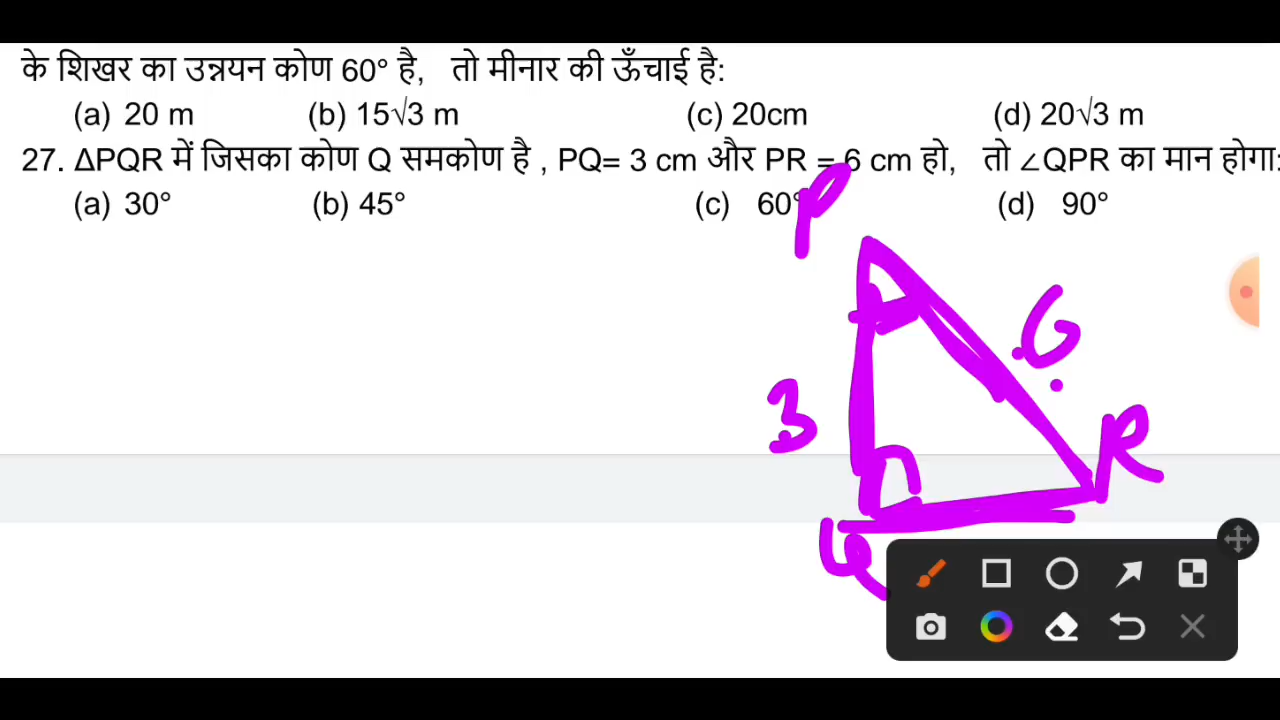 के शिखर का उन्नयन कोण 60° है, तो मीनार की ऊँचाई है:
(a) 20 m (b) 15√3 m (c) 20cm (d) 20√3 m
27. ΔPQR में जिसका कोण Q समकोण है , PQ= 3 cm और PR = 6 cm हो, तो ∠QPR का मान होगा:
(a) 30° (b) 45° (c) 60° (d) 90°
P
6
3
R
Q